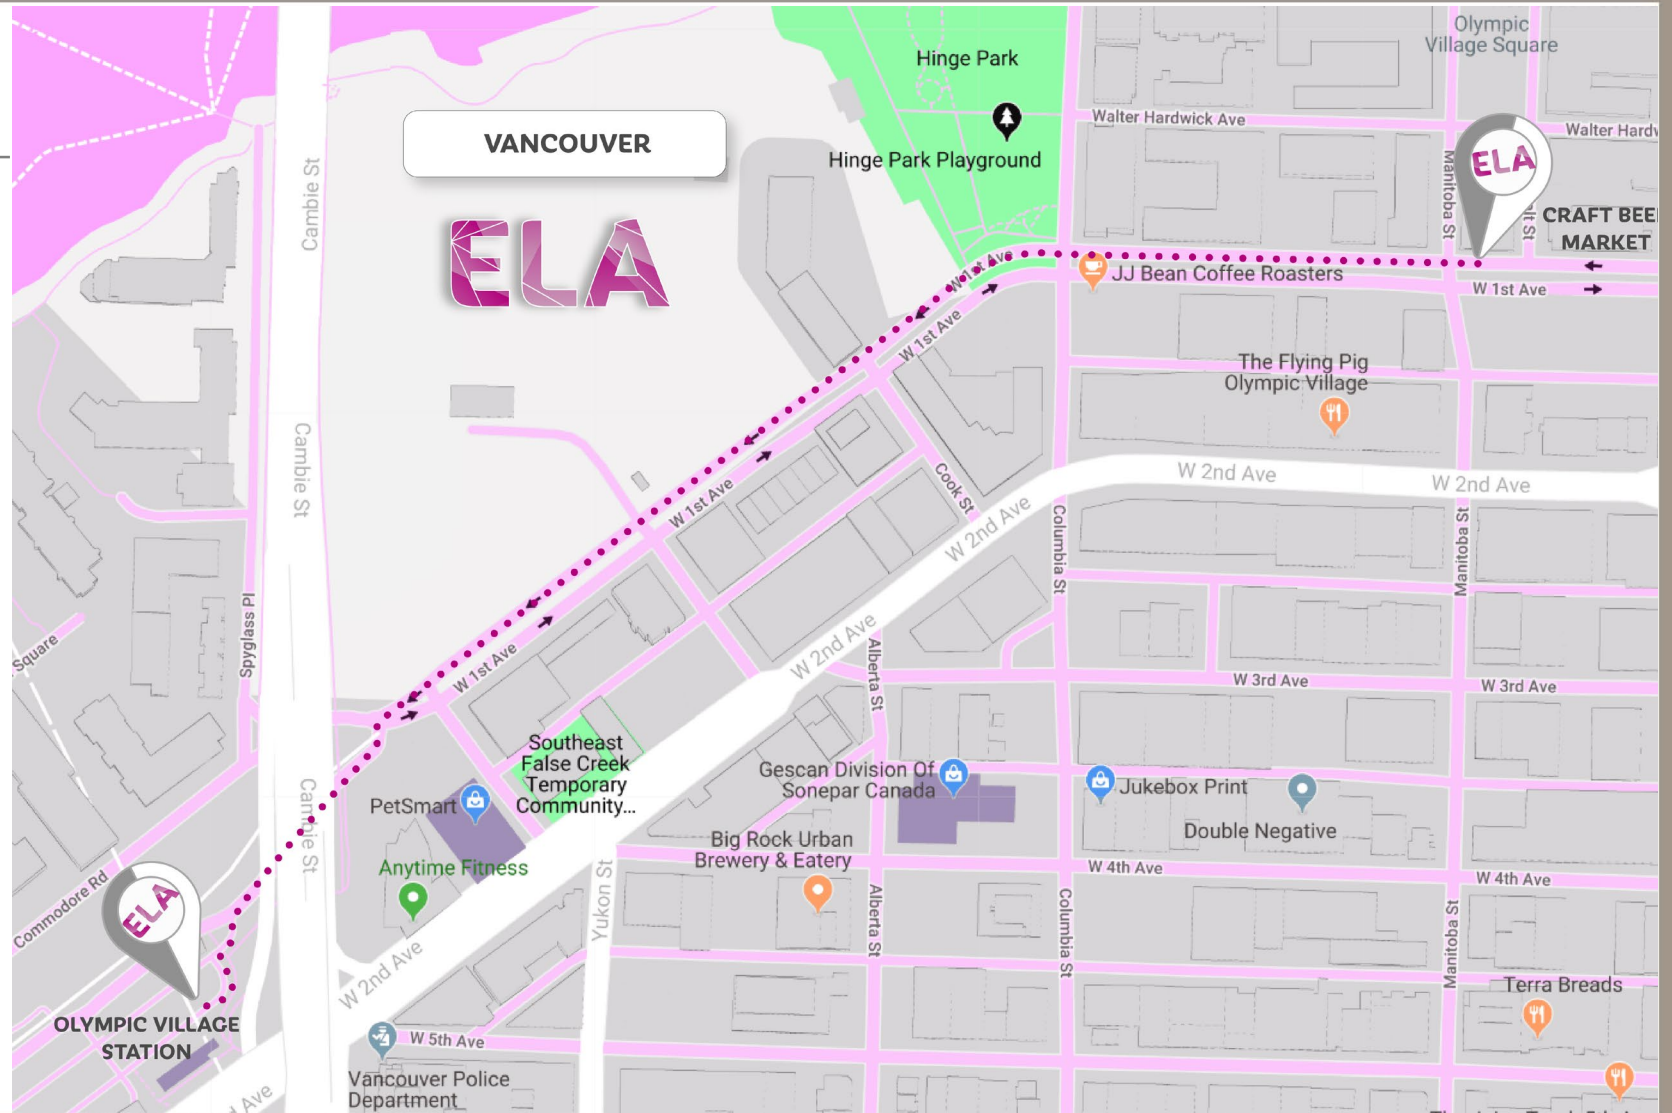 Olympic
Village Square
Hinge Park
Walter Hardwick Ave
Walter Hardw
VANCOUVER
ELA
Hinge Park Playground
ELA
Cambie St
Manitoba St
lt St
CRAFT BEE
MARKET
W 1st Ave
JJ Bean Coffee Roasters
W 1st Ave
W 1st Ave
The Flying Pig
Olympic Village
Cambie St
W 2nd Ave
W 2nd Ave
Cook St
W 1st Ave
W 2nd Ave
Columbia St
Manitoba St
Spyglass Pl
Square
W 1st Ave
W 2nd Ave
Alberta St
W 3rd Ave
W 3rd Ave
Southeast
False Creek
Temporary
Community...
PetSmart
Gescan Division Of
Sonepar Canada
Jukebox Print
Double Negative
Cambie St
Big Rock Urban
Brewery & Eatery
Anytime Fitness
W 4th Ave
W 4th Ave
Commodore Rd
ELA
Yukon St
Alberta St
Columbia St
Manitoba St
W 2nd Ave
Terra Breads
OLYMPIC VILLAGE
STATION
W 5th Ave
Vancouver Police
Department
d Ave